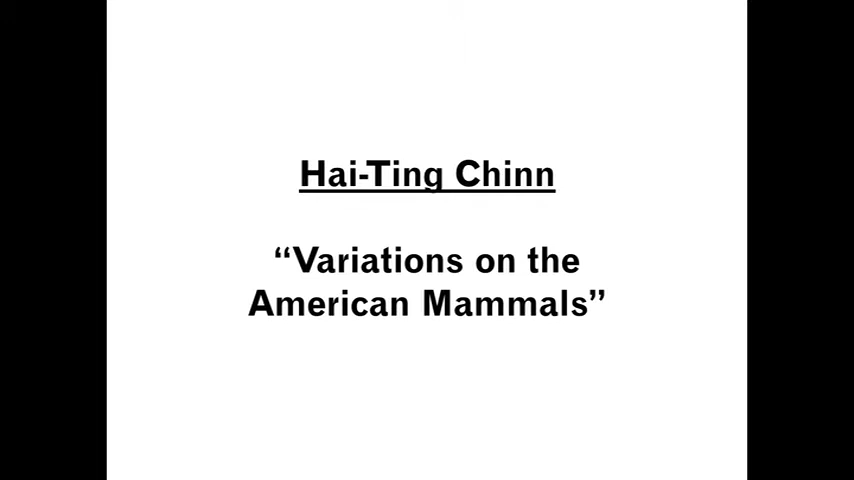 Hai-Ting Chinn
“Variations on the
American Mammals”